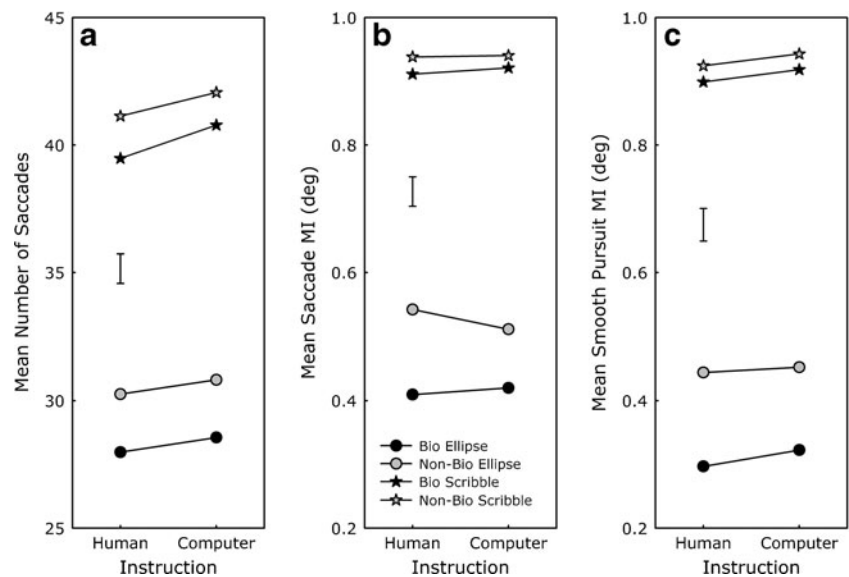 a
Mean Number of Saccades
45
40
35
30
25
Human Computer
Instruction
b
Mean Saccade MI (deg)
1.0
0.8
0.6
0.4
0.2
Bio Ellipse
Non-Bio Ellipse
Bio Scribble
Non-Bio Scribble
Human Computer
Instruction
c
Mean Smooth Pursuit MI (deg)
1.0
0.8
0.6
0.4
0.2
Human Computer
Instruction